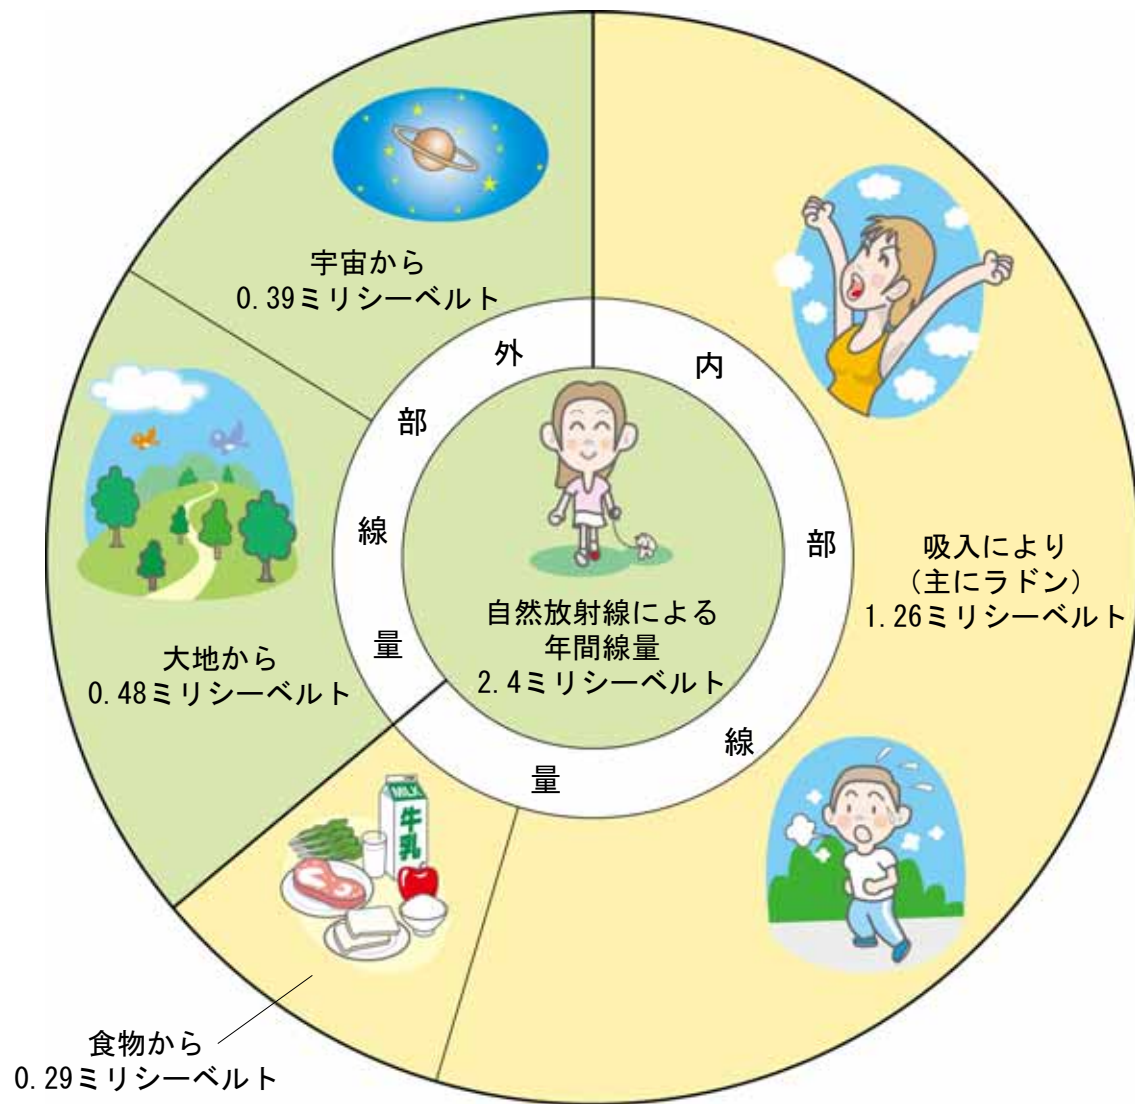 宇宙から
0.39ミリシーベルト
大地から
0.48ミリシーベルト
外部線量
内部線量
自然放射線による
年間線量
2.4ミリシーベルト
吸入により
(主にラドン)
1.26ミリシーベルト
MILK
牛乳
食物から
0.29ミリシーベルト